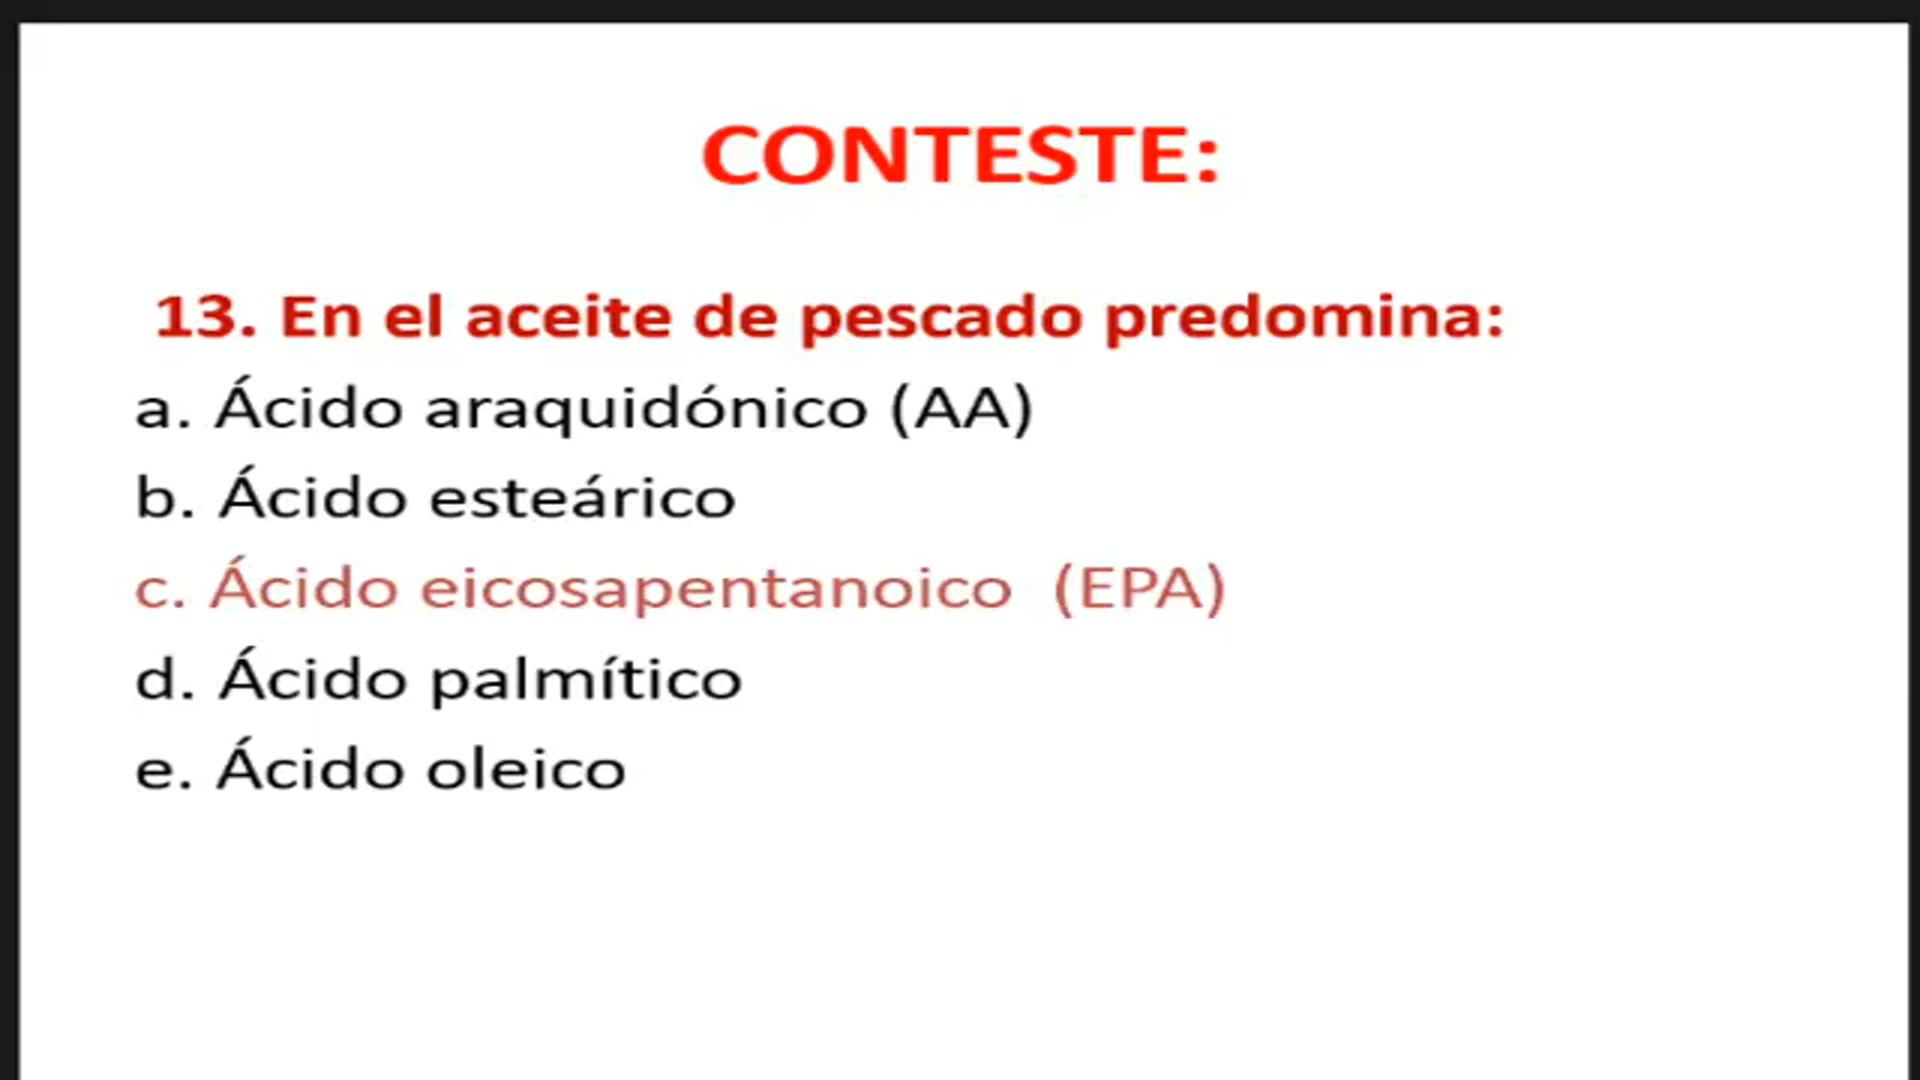 CONTESTE:
13. En el aceite de pescado predomina:
a. Ácido araquidónico (AA)
b. Ácido esteárico
c. Ácido eicosapentanoico (EPA)
d. Ácido palmítico
e. Ácido oleico